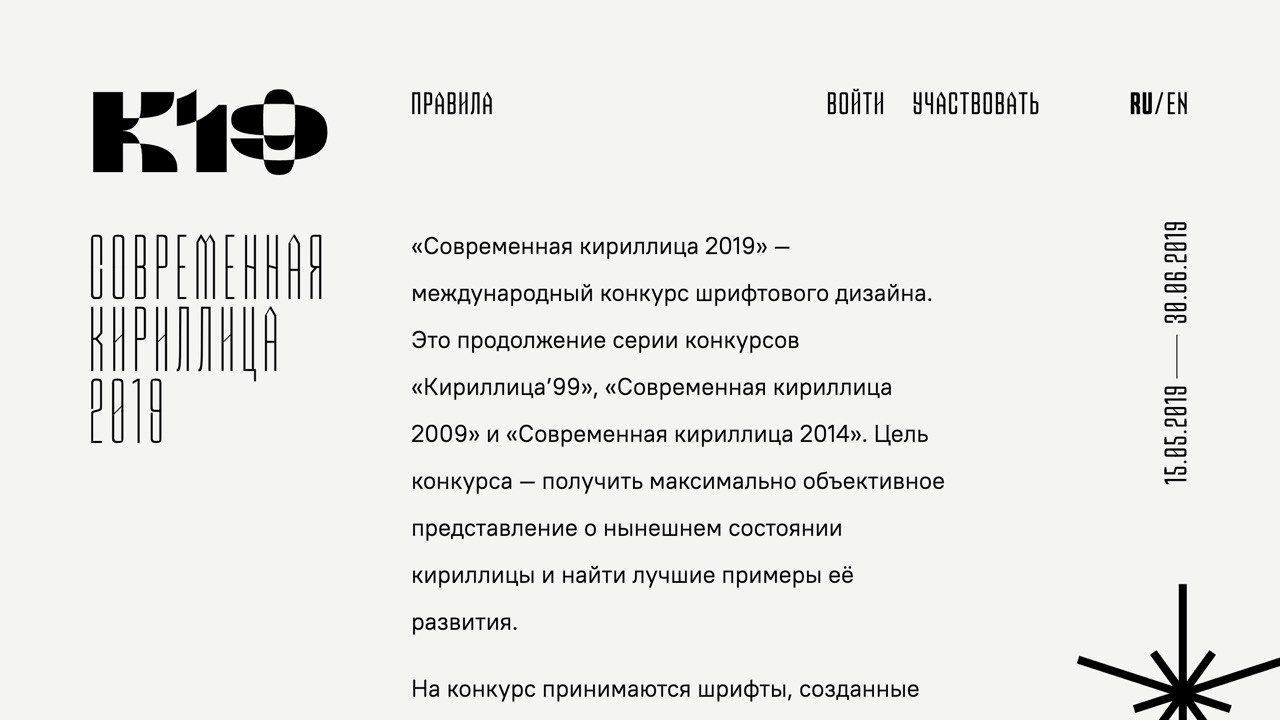 К19
ПРАВИЛА
ВОЙТИ
УЧАСТВОВАТЬ
RU/EN
СОВРЕМЕННАЯ
КИРИЛЛИЦА
2019
«Современная кириллица 2019» —
международный конкурс шрифтового дизайна.
Это продолжение серии конкурсов
«Кириллица’99», «Современная кириллица
2009» и «Современная кириллица 2014». Цель
конкурса — получить максимально объективное
представление о нынешнем состоянии
кириллицы и найти лучшие примеры её
развития.
На конкурс принимаются шрифты, созданные
15.05.2019 — 30.06.2019